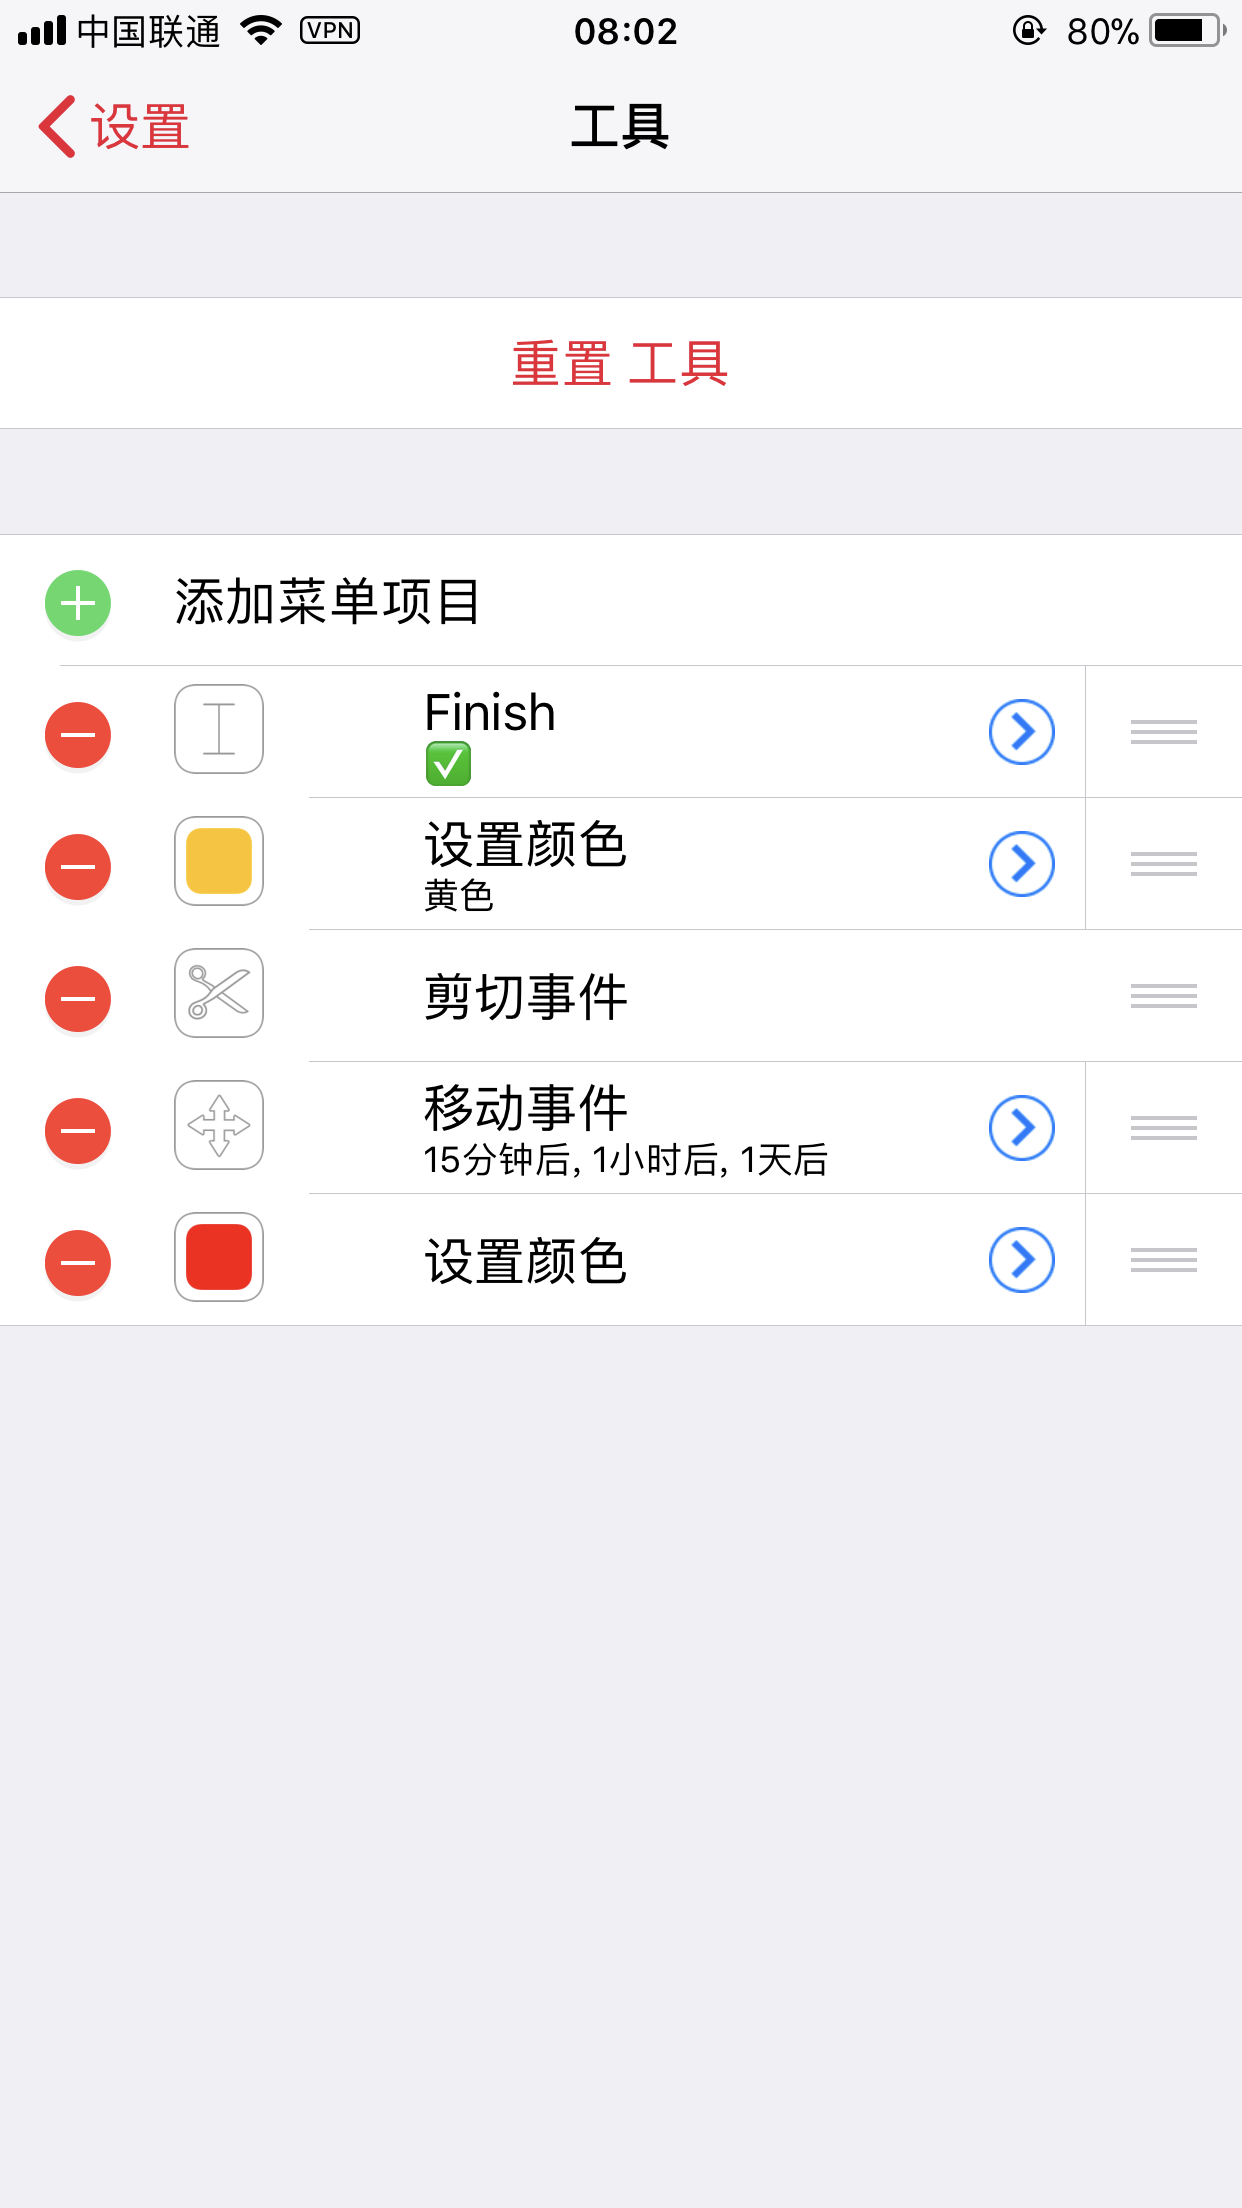 中国联通 VPN 08:02 80%
设置 工具
重置 工具
添加菜单项目
Finish
✅
设置颜色
黄色
剪切事件
移动事件
15分钟后, 1小时后, 1天后
设置颜色